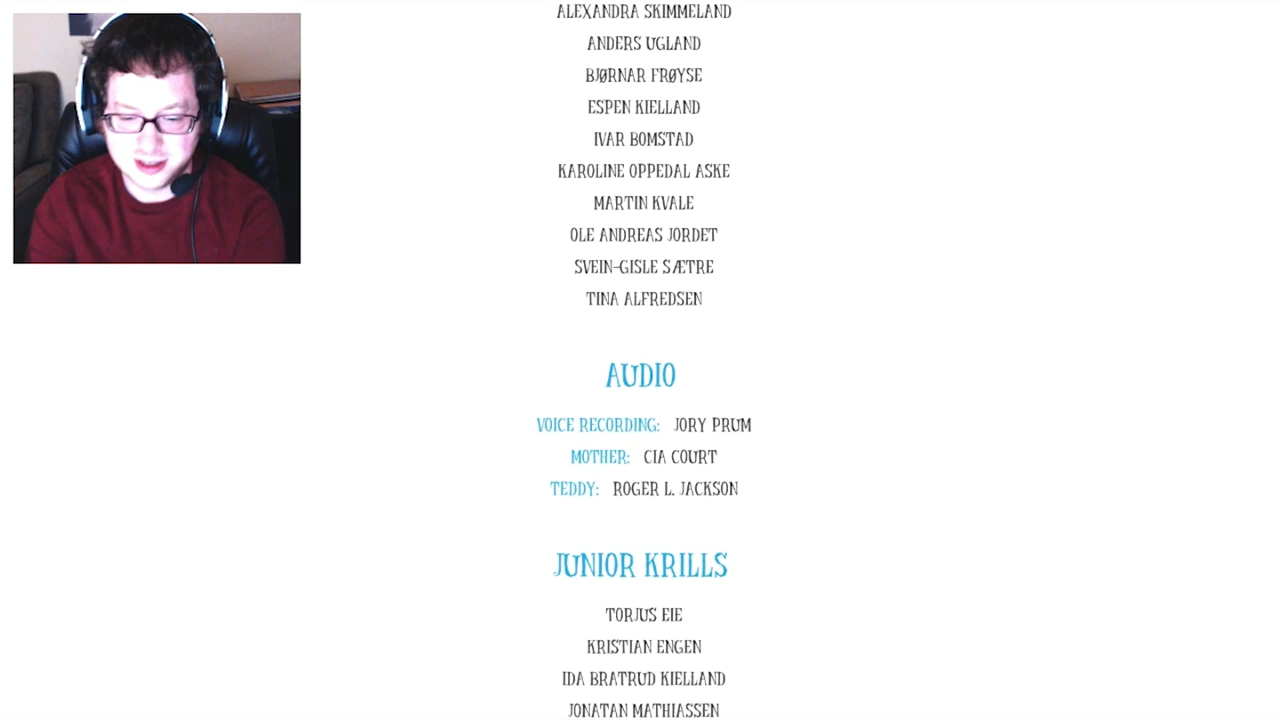 ALEXANDRA SKIMMELAND
ANDERS UGLAND
BJØRNAR FRØYSE
ESPEN KIELLAND
IVAR BOMSTAD
KAROLINE OPPEDAL ASKE
MARTIN KVALE
OLE ANDREAS JORDET
SVEIN-GISLE SÆTRE
TINA ALFREDSEN
AUDIO
VOICE RECORDING: JORY PRUM
MOTHER: CIA COURT
TEDDY: ROGER L. JACKSON
JUNIOR KRILLS
TORJUS EIE
KRISTIAN ENGEN
IDA BRATRUD KIELLAND
JONATAN MATHIASSEN